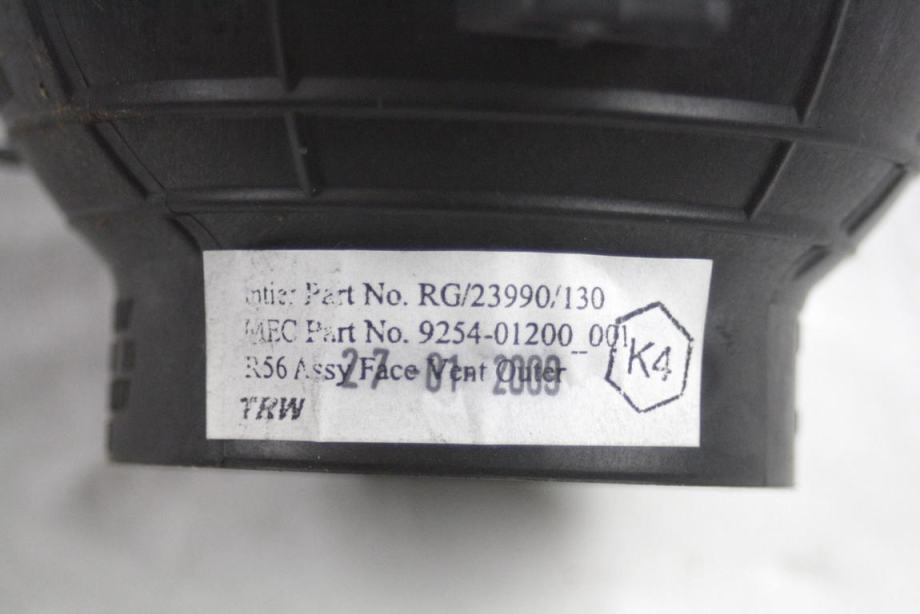 Part No. RG/23990/130
MEC Part No. 9254-01200_001
R56 Assy Face Vent Outer
27 01 2009
TRW
K4